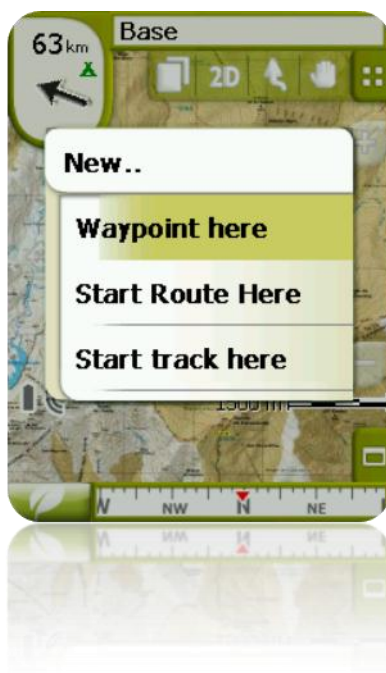 63km
Base
2D
New..
Waypoint here
Start Route Here
Start track here
W
NW
N
NE